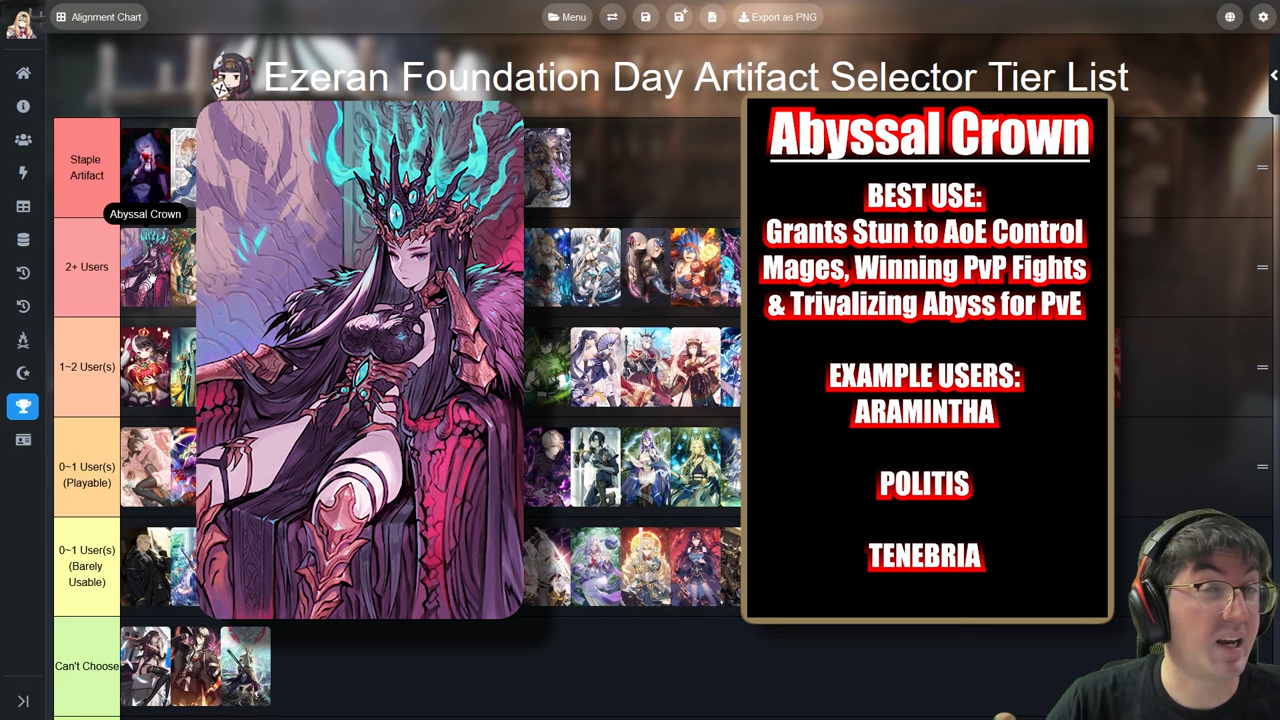 Alignment Chart
Menu
Export as PNG
Ezeran Foundation Day Artifact Selector Tier List
Staple
Artifact
Abyssal Crown
2+ Users
1~2 User(s)
0~1 User(s)
(Playable)
0~1 User(s)
(Barely
Usable)
Can't Choose
Abyssal Crown
BEST USE:
Grants Stun to AoE Control
Mages, Winning PvP Fights
& Trivalizing Abyss for PvE
EXAMPLE USERS:
ARAMINTHA
POLITIS
TENEBRIA